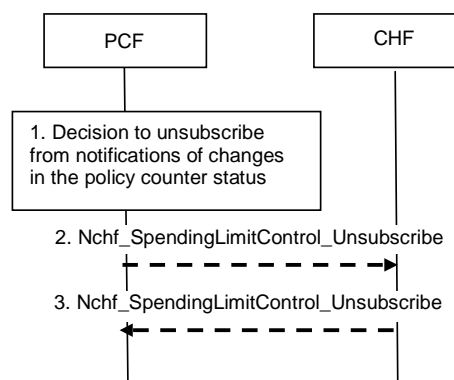 PCF
CHF
1. Decision to unsubscribe
from notifications of changes
in the policy counter status
2. Nchf_SpendingLimitControl_Unsubscribe
3. Nchf_SpendingLimitControl_Unsubscribe